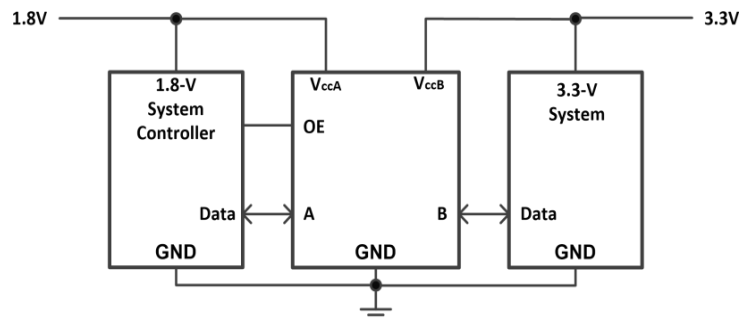 1.8V
3.3V
1.8-V
System
Controller
Data
GND
VccA
VccB
OE
A
B
GND
3.3-V
System
Data
GND